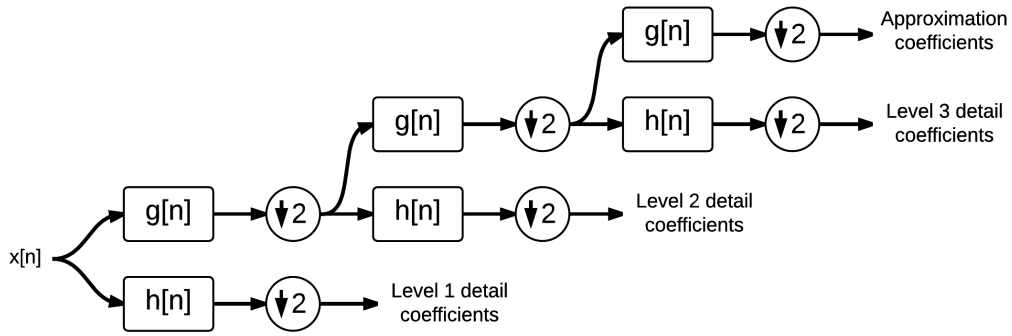 g[n]
↓2
Approximation
coefficients
g[n]
↓2
h[n]
↓2
Level 3 detail
coefficients
g[n]
↓2
h[n]
↓2
Level 2 detail
coefficients
x[n]
h[n]
↓2
Level 1 detail
coefficients